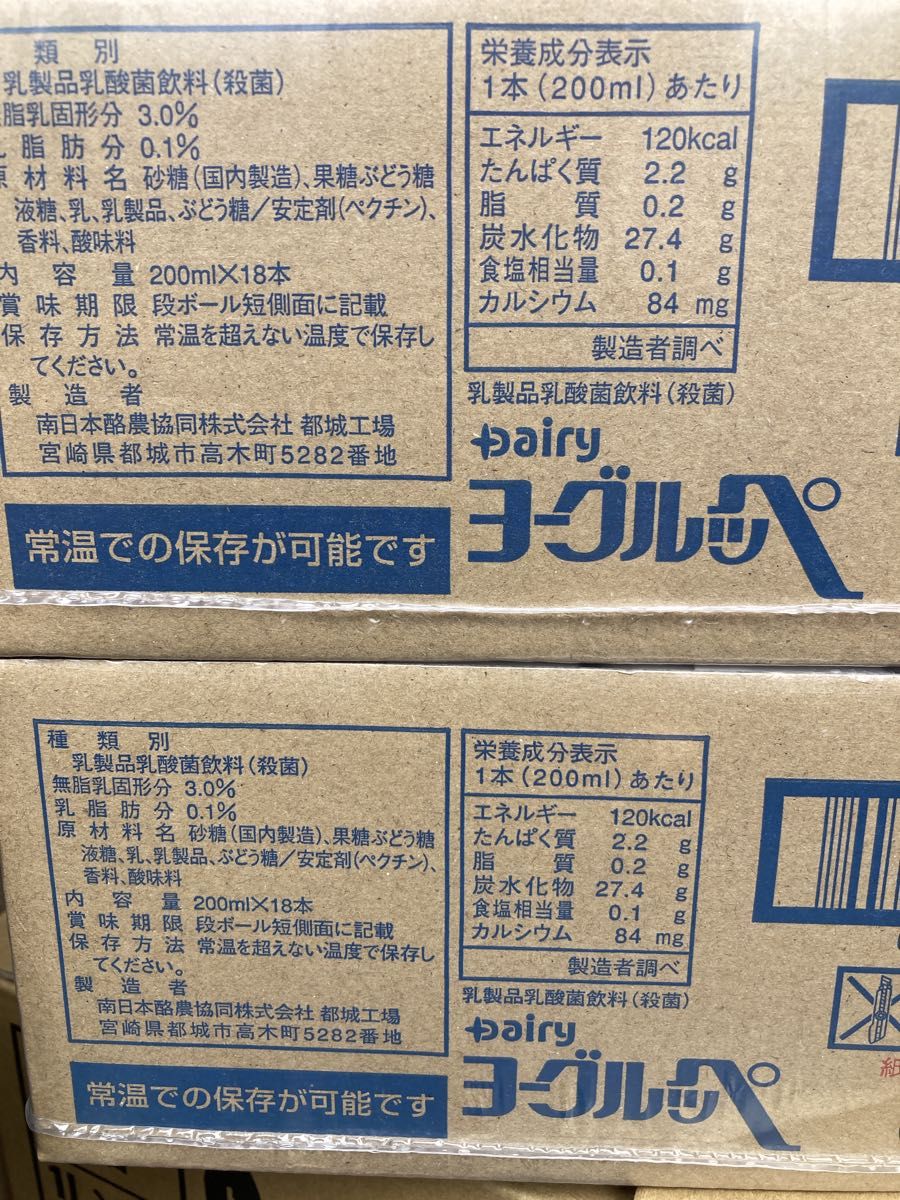 類別
乳製品乳酸菌飲料(殺菌)
脂乳固形分 3.0%
脂肪分 0.1%
材料名 砂糖(国内製造)、果糖ぶどう糖
液糖、乳、乳製品、ぶどう糖/安定剤(ペクチン)、
香料、酸味料
内容量 200ml×18本
賞味期限 段ボール短側面に記載
保存方法 常温を超えない温度で保存し
てください。
製造者
南日本酪農協同株式会社 都城工場
宮崎県都城市高木町5282番地
常温での保存が可能です
栄養成分表示
1本(200ml)あたり
エネルギー 120kcal
たんぱく質 2.2 g
脂質 0.2 g
炭水化物 27.4 g
食塩相当量 0.1 g
カルシウム 84 mg
製造者調べ
乳製品乳酸菌飲料(殺菌)
Dairy
ヨーグルッペ
種類別
乳製品乳酸菌飲料(殺菌)
無脂乳固形分 3.0%
乳脂肪分 0.1%
原材料名 砂糖(国内製造)、果糖ぶどう糖
液糖、乳、乳製品、ぶどう糖/安定剤(ペクチン)、
香料、酸味料
内容量 200ml×18本
賞味期限 段ボール短側面に記載
保存方法 常温を超えない温度で保存し
てください。
製造者
南日本酪農協同株式会社 都城工場
宮崎県都城市高木町5282番地
常温での保存が可能です
栄養成分表示
1本(200ml)あたり
エネルギー 120kcal
たんぱく質 2.2 g
脂質 0.2 g
炭水化物 27.4 g
食塩相当量 0.1 g
カルシウム 84 mg
製造者調べ
乳製品乳酸菌飲料(殺菌)
Dairy
ヨーグルッペ